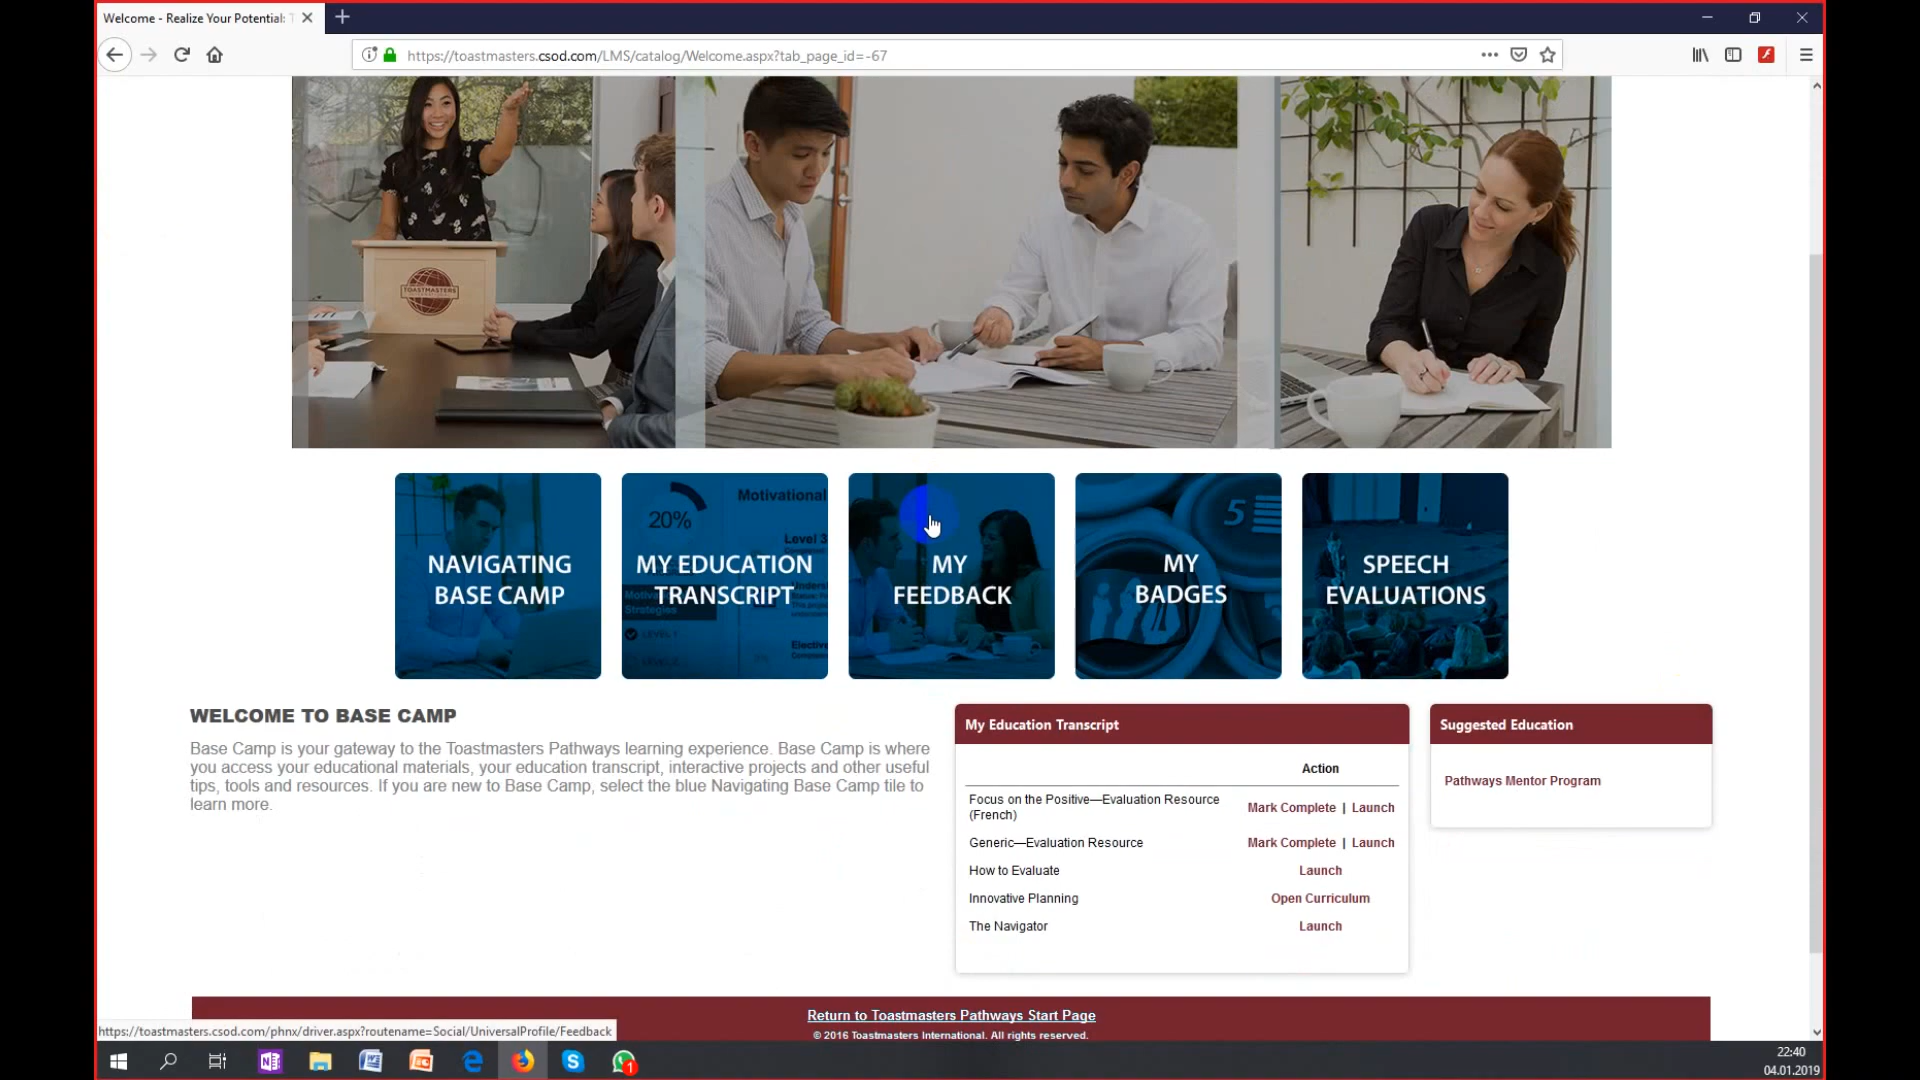 Welcome - Realize Your Potential:
https://toastmasters.csod.com/LMS/catalog/Welcome.aspx?tab_page_id=-67
TOASTMASTERS
NAVIGATING
BASE CAMP
20%
Motivational
Level 3
MY EDUCATION
TRANSCRIPT
LEVEL 1
MY
FEEDBACK
5
MY
BADGES
SPEECH
EVALUATIONS
WELCOME TO BASE CAMP
Base Camp is your gateway to the Toastmasters Pathways learning experience. Base Camp is where
you access your educational materials, your education transcript, interactive projects and other useful
tips, tools and resources. If you are new to Base Camp, select the blue Navigating Base Camp tile to
learn more.
My Education Transcript
Action
Focus on the Positive—Evaluation Resource
(French)
Mark Complete | Launch
Generic—Evaluation Resource Mark Complete | Launch
How to Evaluate Launch
Innovative Planning Open Curriculum
The Navigator Launch
Suggested Education
Pathways Mentor Program
Return to Toastmasters Pathways Start Page
© 2016 Toastmasters International. All rights reserved.
https://toastmasters.csod.com/phnx/driver.aspx?routename=Social/UniversalProfile/Feedback
1
22:40
04.01.2019